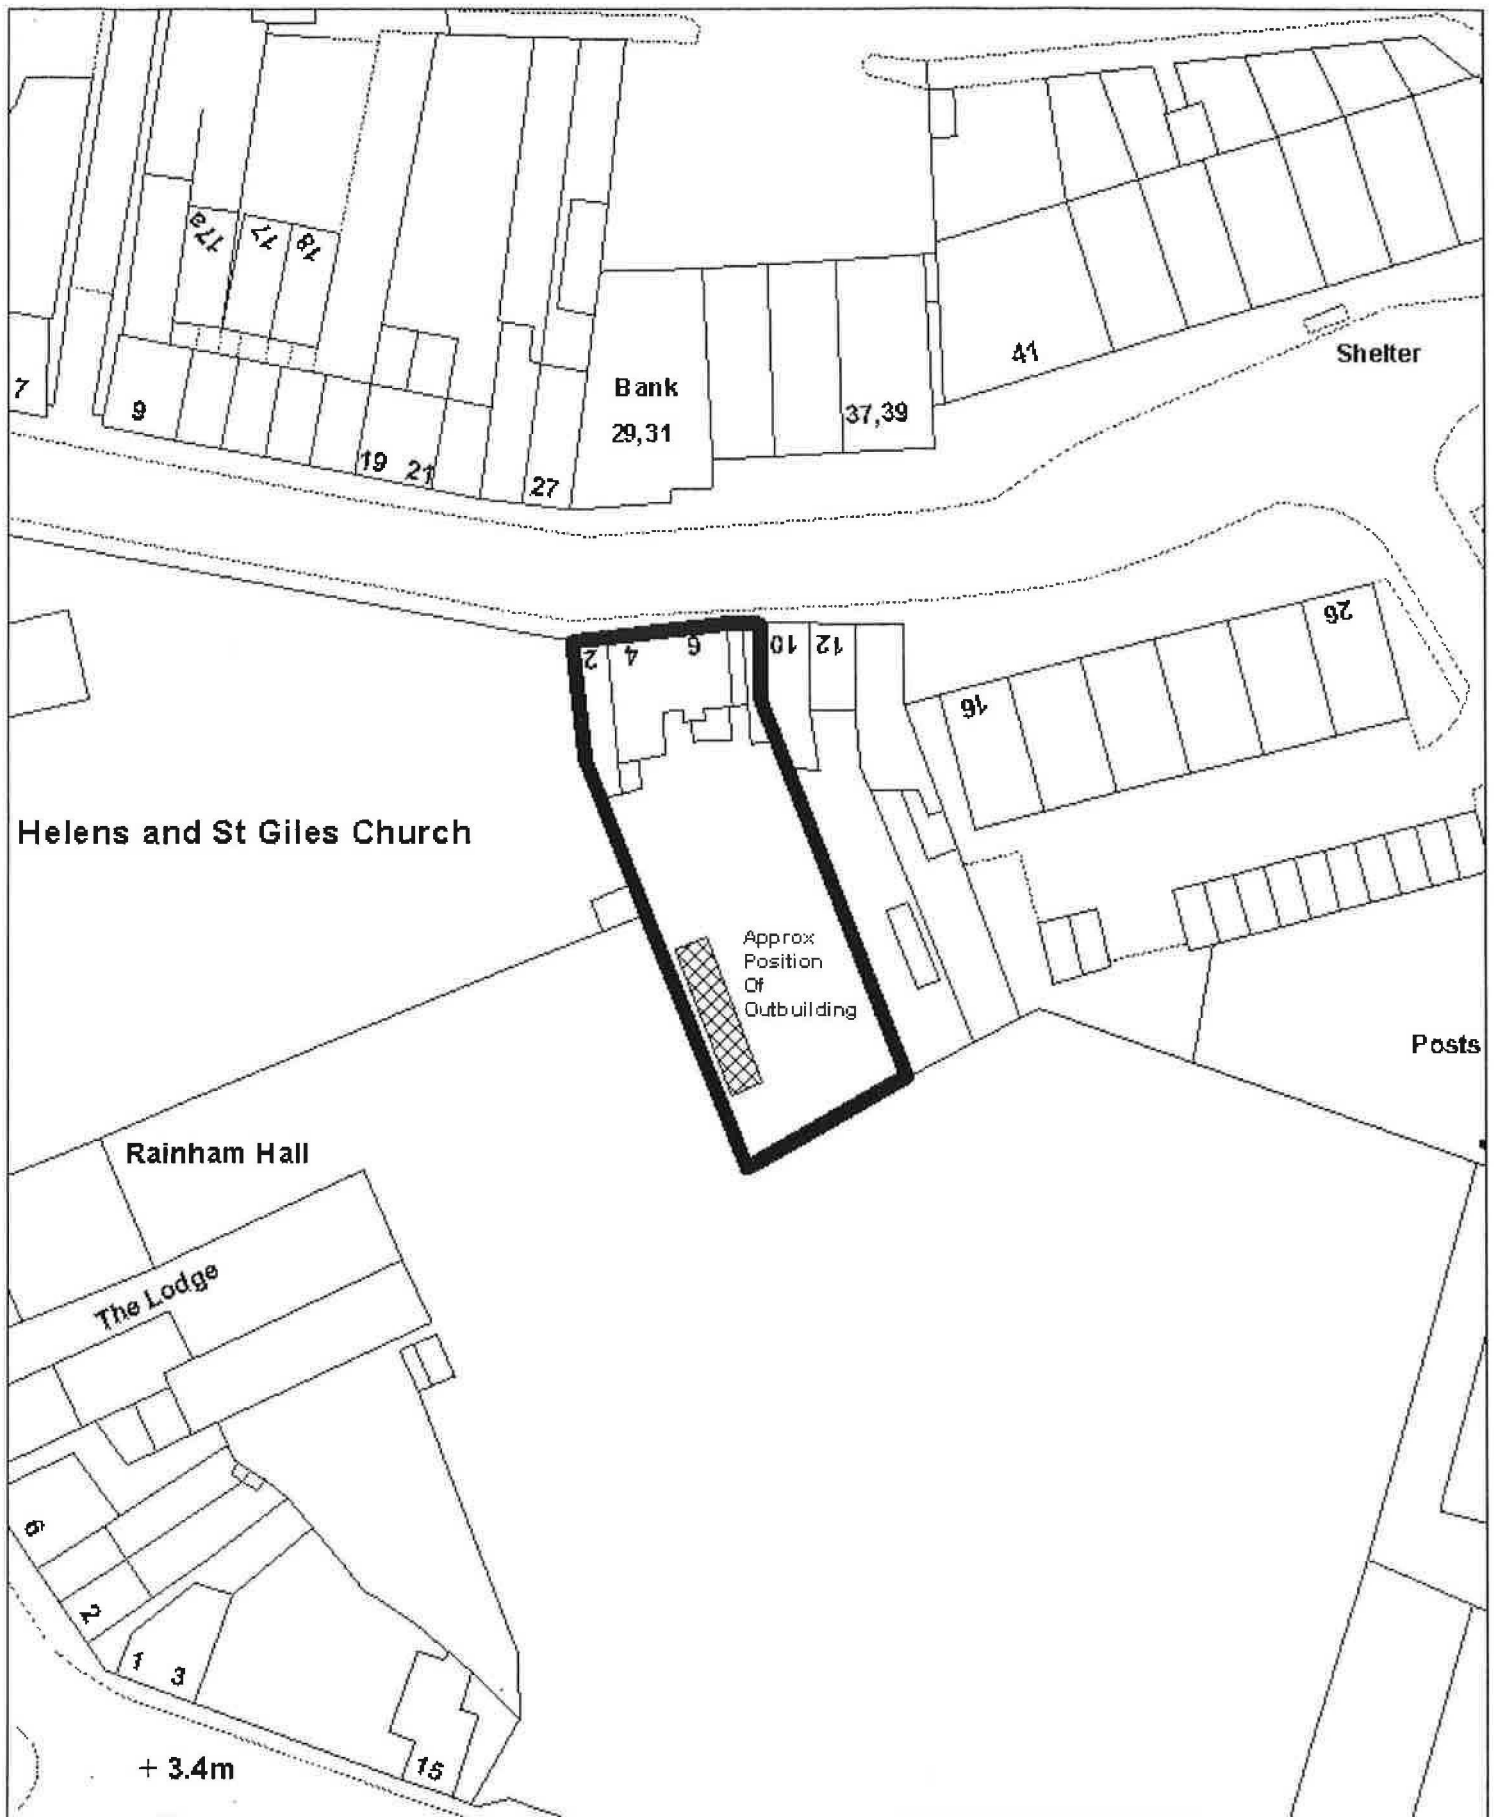 17a
17
18
7
9
19
21
27
Bank
29,31
37,39
41
Shelter
2
4
6
10
12
16
26
Helens and St Giles Church
Approx
Position
Of
Outbuilding
Posts
Rainham Hall
The Lodge
6
2
1
3
15
+ 3.4m